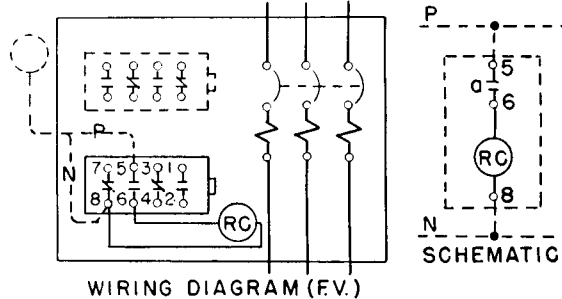 P
P
5
a
6
7 5 3 1
N
RC
8 6 4 2
RC
8
N
SCHEMATIC
WIRING DIAGRAM (F.V.)